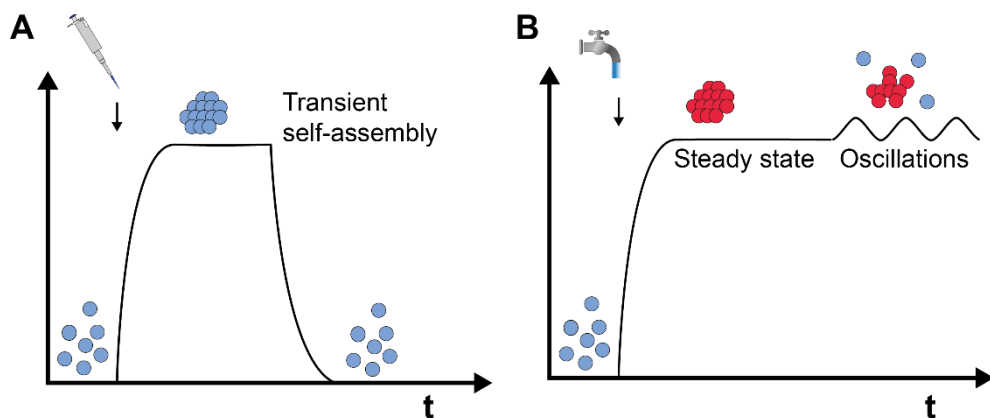 A
Transient
self-assembly
t
B
Steady state
Oscillations
t